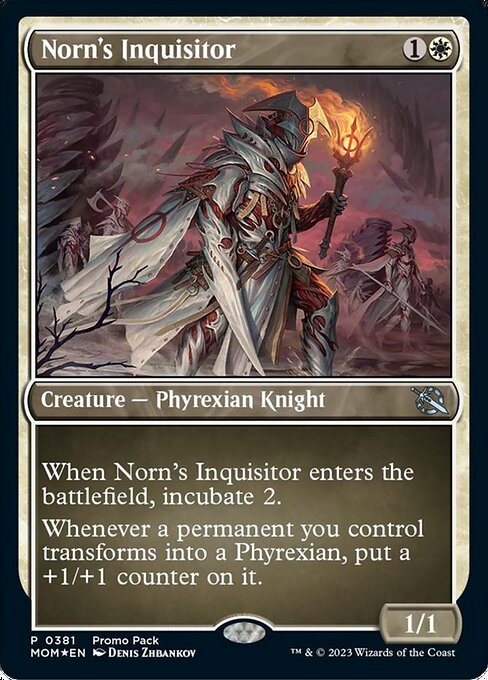 Norn's Inquisitor 1
Creature — Phyrexian Knight
When Norn's Inquisitor enters the
battlefield, incubate 2.
Whenever a permanent you control
transforms into a Phyrexian, put a
+1/+1 counter on it.
1/1
P 0381 Promo Pack
MOM★EN Denis Zhbankov ™ & © 2023 Wizards of the Coast